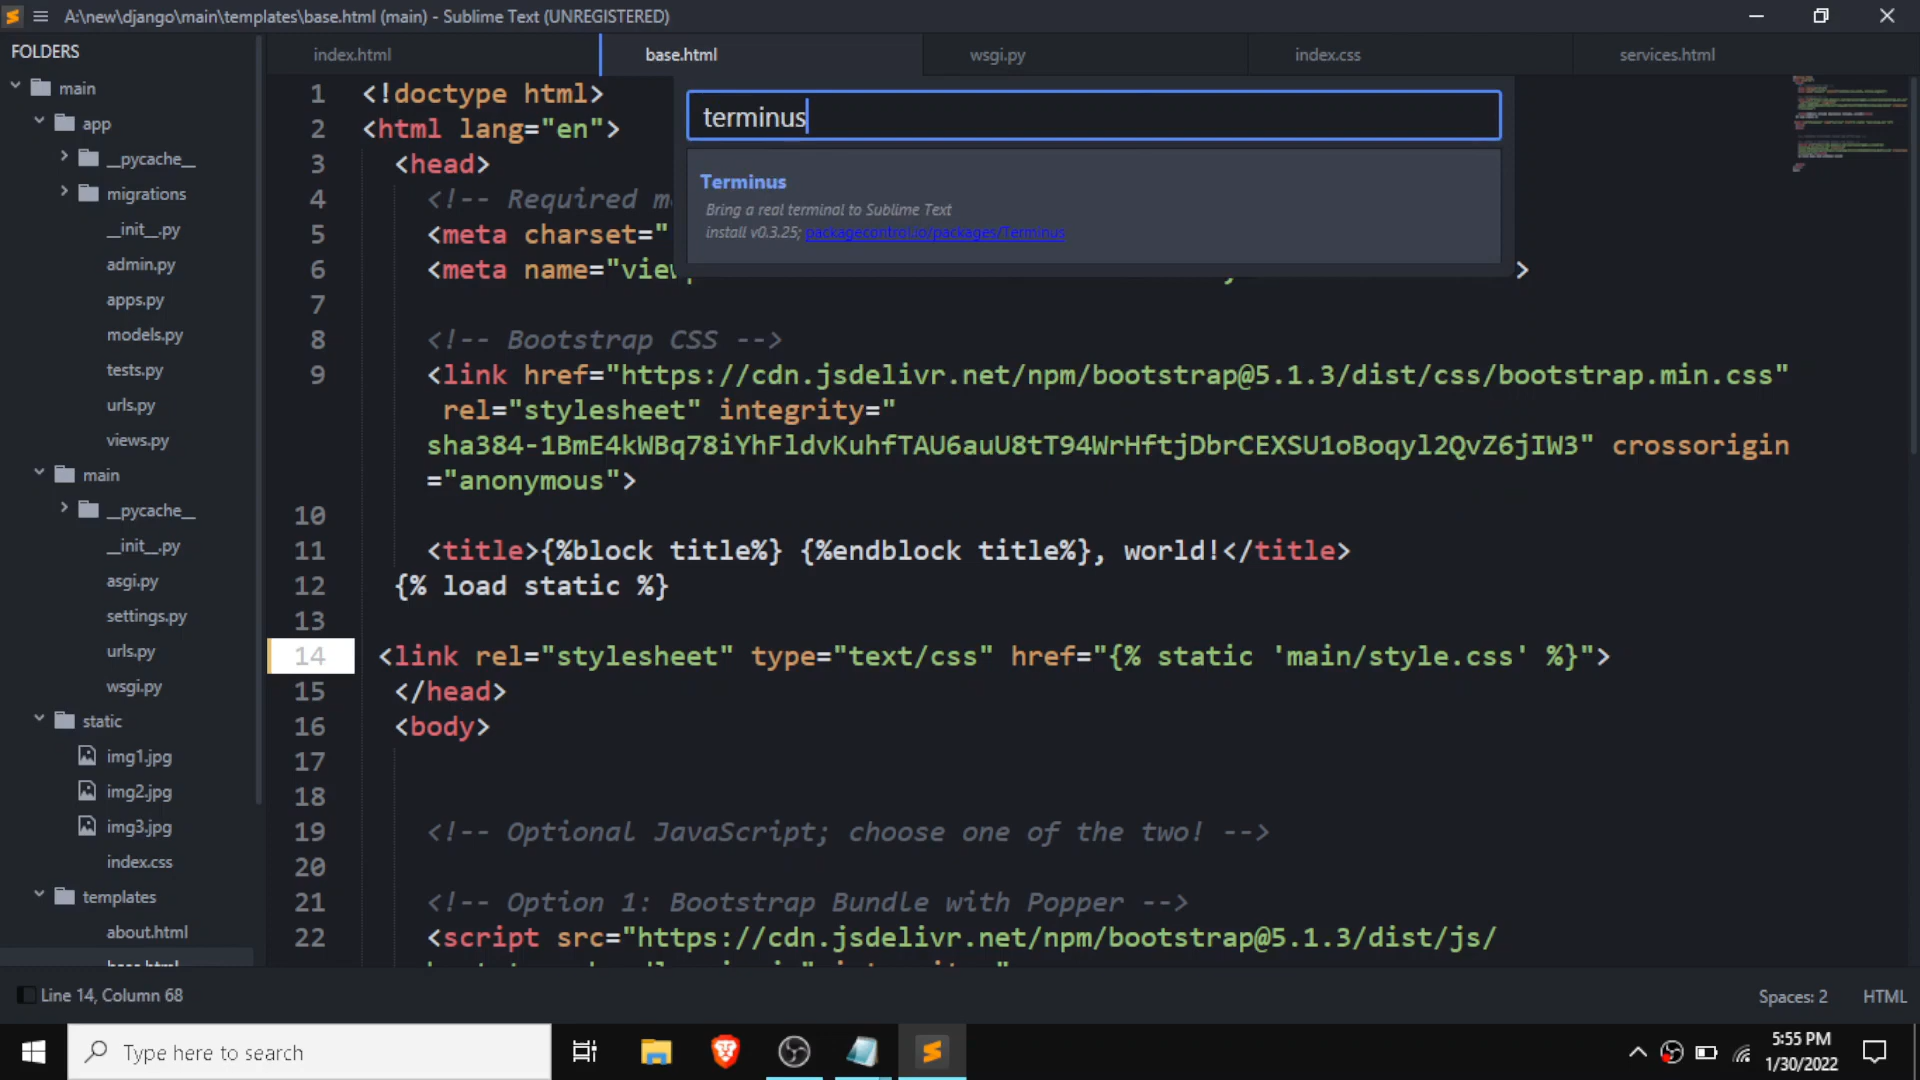 A:\new\django\main\templates\base.html (main) - Sublime Text (UNREGISTERED)
FOLDERS
main
app
__pycache__
migrations
__init__.py
admin.py
apps.py
models.py
tests.py
urls.py
views.py
main
__pycache__
__init__.py
asgi.py
settings.py
urls.py
wsgi.py
static
img1.jpg
img2.jpg
img3.jpg
index.css
templates
about.html
base.html
index.html
base.html
wsgi.py
index.css
services.html
terminus
Terminus
Bring a real terminal to Sublime Text
install v0.3.25; packagecontrol.io/packages/Terminus
1 <!doctype html>
2 <html lang="en">
3 <head>
4 <!-- Required
5 <meta charset="
6 <meta name=" >
7
8 <!-- Bootstrap CSS -->
9 <link href="https://cdn.jsdelivr.net/npm/bootstrap@5.1.3/dist/css/bootstrap.min.css"
rel="stylesheet" integrity="
sha384-1BmE4kWBq78iYhFldvKuhfTAU6auU8tT94WrHftjDbrCEXSU1oBoqyl2QvZ6jIW3" crossorigin
="anonymous">
10
11 <title>{%block title%} {%endblock title%}, world!</title>
12 {% load static %}
13
14 <link rel="stylesheet" type="text/css" href="{% static 'main/style.css' %}">
15 </head>
16 <body>
17
18
19 <!-- Optional JavaScript; choose one of the two! -->
20
21 <!-- Option 1: Bootstrap Bundle with Popper -->
22 <script src="https://cdn.jsdelivr.net/npm/bootstrap@5.1.3/dist/js/
Line 14, Column 68
Spaces: 2
HTML
Type here to search
5:55 PM
1/30/2022